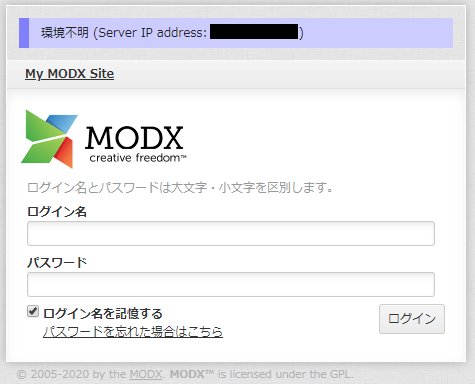 環境不明 (Server IP address: )
My MODX Site
MODX
creative freedom™
ログイン名とパスワードは大文字・小文字を区別します。
ログイン名
パスワード
ログイン名を記憶する
パスワードを忘れた場合はこちら
ログイン
© 2005-2020 by the MODX. MODX™ is licensed under the GPL.